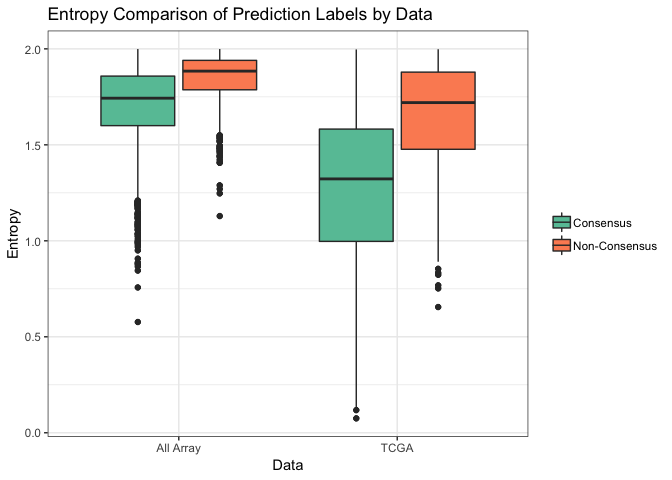 Entropy Comparison of Prediction Labels by Data
2.0
1.5
1.0
0.5
0.0
Entropy
All Array
TCGA
Data
Consensus
Non-Consensus